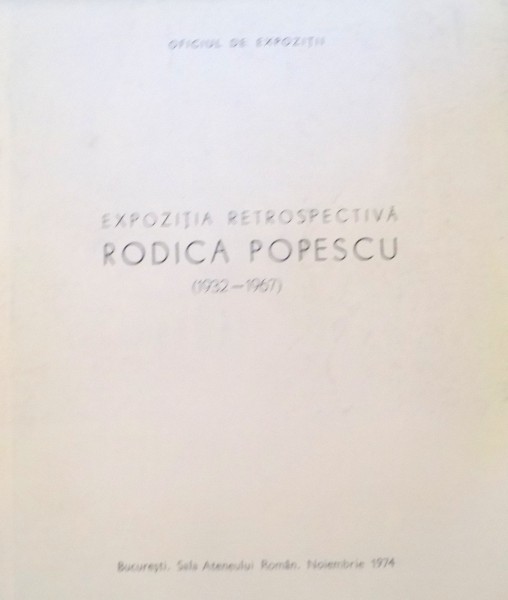 OFICIUL DE EXPOZIȚII
EXPOZIȚIA RETROSPECTIVĂ
RODICA POPESCU
(1932—1967)
București, Sala Ateneului Român, Noiembrie 1974